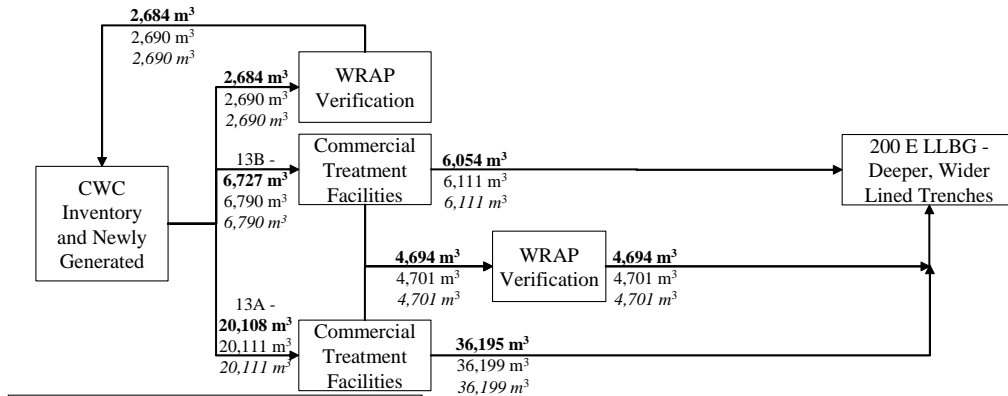 2,684 m³
2,690 m³
2,690 m³
WRAP
Verification
2,684 m³
2,690 m³
2,690 m³
13B -
6,727 m³
6,790 m³
6,790 m³
Commercial
Treatment
Facilities
6,054 m³
6,111 m³
6,111 m³
200 E LLBG -
Deeper, Wider
Lined Trenches
CWC
Inventory
and Newly
Generated
4,694 m³
4,701 m³
4,701 m³
WRAP
Verification
4,694 m³
4,701 m³
4,701 m³
13A -
20,108 m³
20,111 m³
20,111 m³
Commercial
Treatment
Facilities
36,195 m³
36,199 m³
36,199 m³